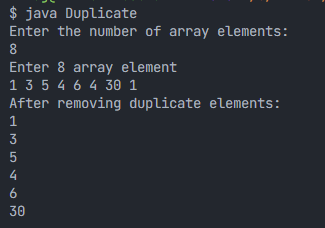 $ java Duplicate
Enter the number of array elements:
8
Enter 8 array element
1 3 5 4 6 4 30 1
After removing duplicate elements:
1
3
5
4
6
30